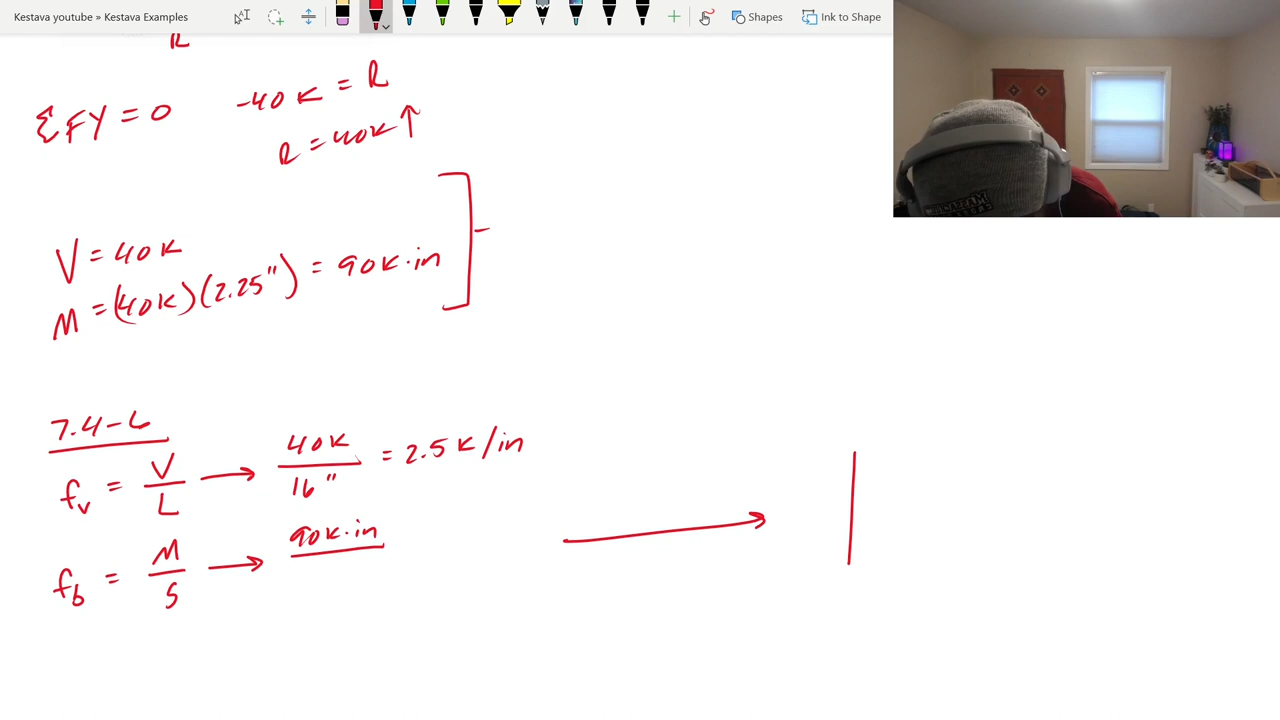 Kestava youtube » Kestava Examples
Shapes
Ink to Shape
R
ΣFY = 0
-40K = R
R = 40K ↑
V = 40K
M = (40K)(2.25") = 90K·in
7.4-6
fv = V/L → 40K/16" = 2.5 K/in
fb = M/S → 90K·in